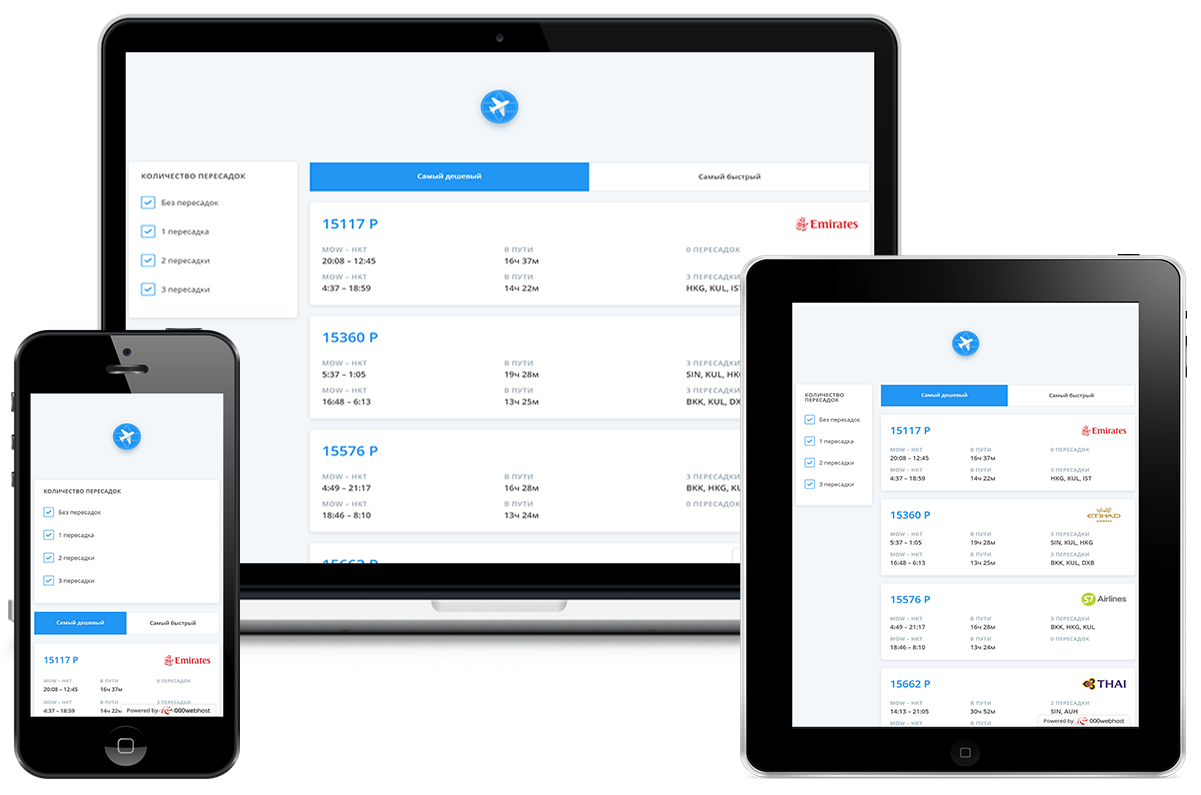 КОЛИЧЕСТВО ПЕРЕСАДОК
Без пересадок
1 пересадка
2 пересадки
3 пересадки
Самый дешевый
Самый быстрый
15117 Р
Emirates
MOW – HKT
В ПУТИ
0 ПЕРЕСАДОК
20:08 – 12:45
16ч 37м
MOW – HKT
В ПУТИ
3 ПЕРЕСАДКИ
4:37 – 18:59
14ч 22м
HKG, KUL, IST
15360 Р
MOW – HKT
В ПУТИ
3 ПЕРЕСАДКИ
5:37 – 1:05
19ч 28м
SIN, KUL, HK
MOW – HKT
В ПУТИ
3 ПЕРЕСАДКИ
16:48 – 6:13
13ч 25м
BKK, KUL, DX
15576 Р
MOW – HKT
В ПУТИ
3 ПЕРЕСАДКИ
4:49 – 21:17
16ч 28м
BKK, HKG, KU
MOW – HKT
В ПУТИ
0 ПЕРЕСАДОК
18:46 – 8:10
13ч 24м
КОЛИЧЕСТВО ПЕРЕСАДОК
Без пересадок
1 пересадка
2 пересадки
3 пересадки
Самый дешевый
Самый быстрый
15117 Р
Emirates
MOW – HKT
В ПУТИ
0 ПЕРЕСАДОК
20:08 – 12:45
16ч 37м
MOW – HKT
В ПУТИ
3 ПЕРЕСАДКИ
4:37 – 18:59
14ч 22м
Powered by 000webhost
КОЛИЧЕСТВО
ПЕРЕСАДОК
Без пересадок
1 пересадка
2 пересадки
3 пересадки
Самый дешевый
Самый быстрый
15117 Р
Emirates
MOW – HKT
В ПУТИ
0 ПЕРЕСАДОК
20:08 – 12:45
16ч 37м
MOW – HKT
В ПУТИ
3 ПЕРЕСАДКИ
4:37 – 18:59
14ч 22м
HKG, KUL, IST
15360 Р
ETIHAD
AIRWAYS
MOW – HKT
В ПУТИ
3 ПЕРЕСАДКИ
5:37 – 1:05
19ч 28м
SIN, KUL, HKG
MOW – HKT
В ПУТИ
3 ПЕРЕСАДКИ
16:48 – 6:13
13ч 25м
BKK, KUL, DXB
15576 Р
S7 Airlines
MOW – HKT
В ПУТИ
3 ПЕРЕСАДКИ
4:49 – 21:17
16ч 28м
BKK, HKG, KUL
MOW – HKT
В ПУТИ
0 ПЕРЕСАДОК
18:46 – 8:10
13ч 24м
15662 Р
THAI
MOW – HKT
В ПУТИ
2 ПЕРЕСАДКИ
14:13 – 21:05
30ч 52м
SIN, AUH
MOW – HKT
В ПУТИ
Powered by 000webhost